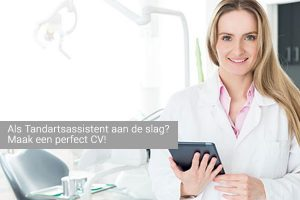 Als Tandartsassistent aan de slag?
Maak een perfect CV!